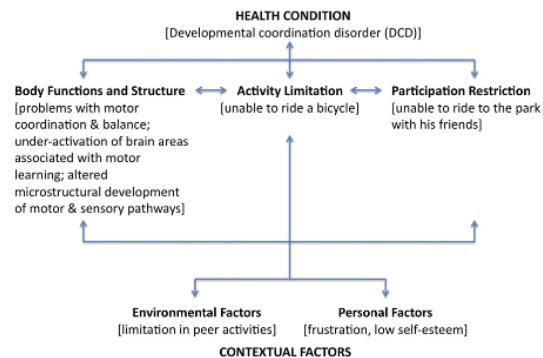 HEALTH CONDITION
[Developmental coordination disorder (DCD)]
Body Functions and Structure
[problems with motor
coordination & balance;
under-activation of brain areas
associated with motor
learning; altered
microstructural development
of motor & sensory pathways]
Activity Limitation
[unable to ride a bicycle]
Participation Restriction
[unable to ride to the park
with his friends]
Environmental Factors
[limitation in peer activities]
Personal Factors
[frustration, low self-esteem]
CONTEXTUAL FACTORS